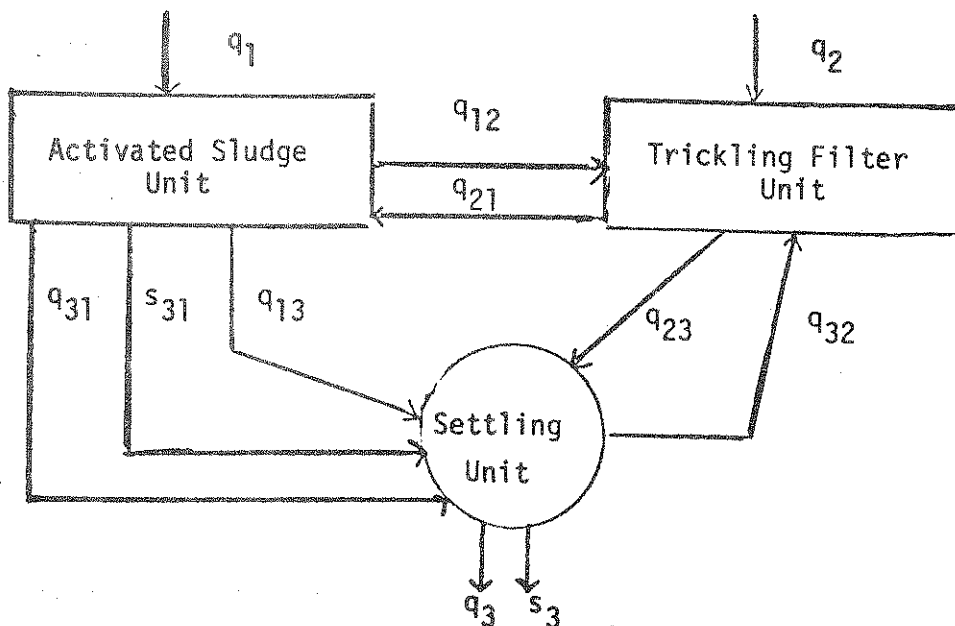 q1
q2
Activated Sludge
Unit
q12
q21
Trickling Filter
Unit
q31
s31
q13
q23
q32
Settling
Unit
q3
s3